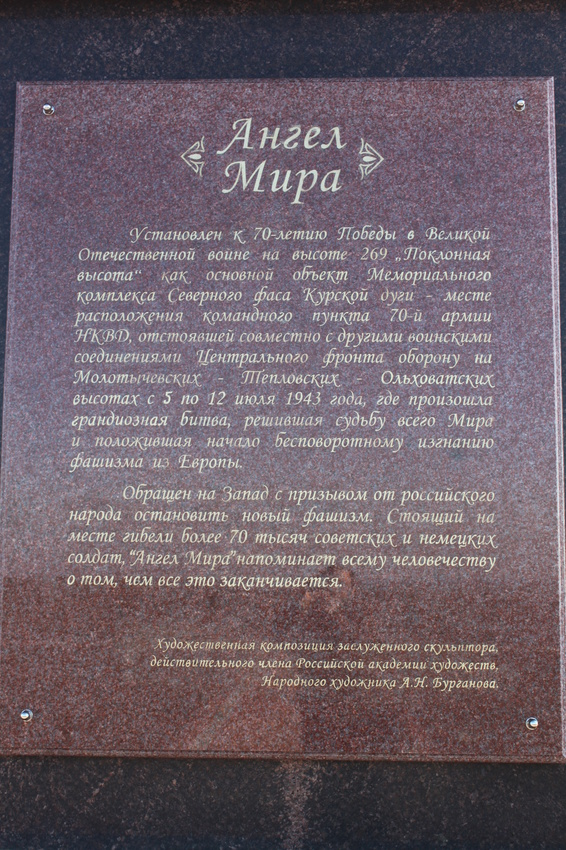 Ангел
Мира
Установлен к 70-летию Победы в Великой
Отечественной войне на высоте 269 „Поклонная
высота“ как основной объект Мемориального
комплекса Северного фаса Курской дуги - месте
расположения командного пункта 70-й армии
НКВД, отстоявшей совместно с другими воинскими
соединениями Центрального фронта оборону на
Молотычевских - Тепловских - Ольховатских
высотах с 5 по 12 июля 1943 года, где произошла
грандиозная Битва, решившая судьбу всего Мира
и положившая начало бесповоротному изгнанию
фашизма из Европы.
Обращен на Запад с призывом от российского
народа остановить новый фашизм. Стоящий на
месте гибели более 70 тысяч советских и немецких
солдат, "Ангел Мира" напоминает всему человечеству
о том, чем все это заканчивается.
Художественная композиция заслуженного скульптора,
действительного члена Российской академии художеств,
Народного художника А.Н. Бурганова.